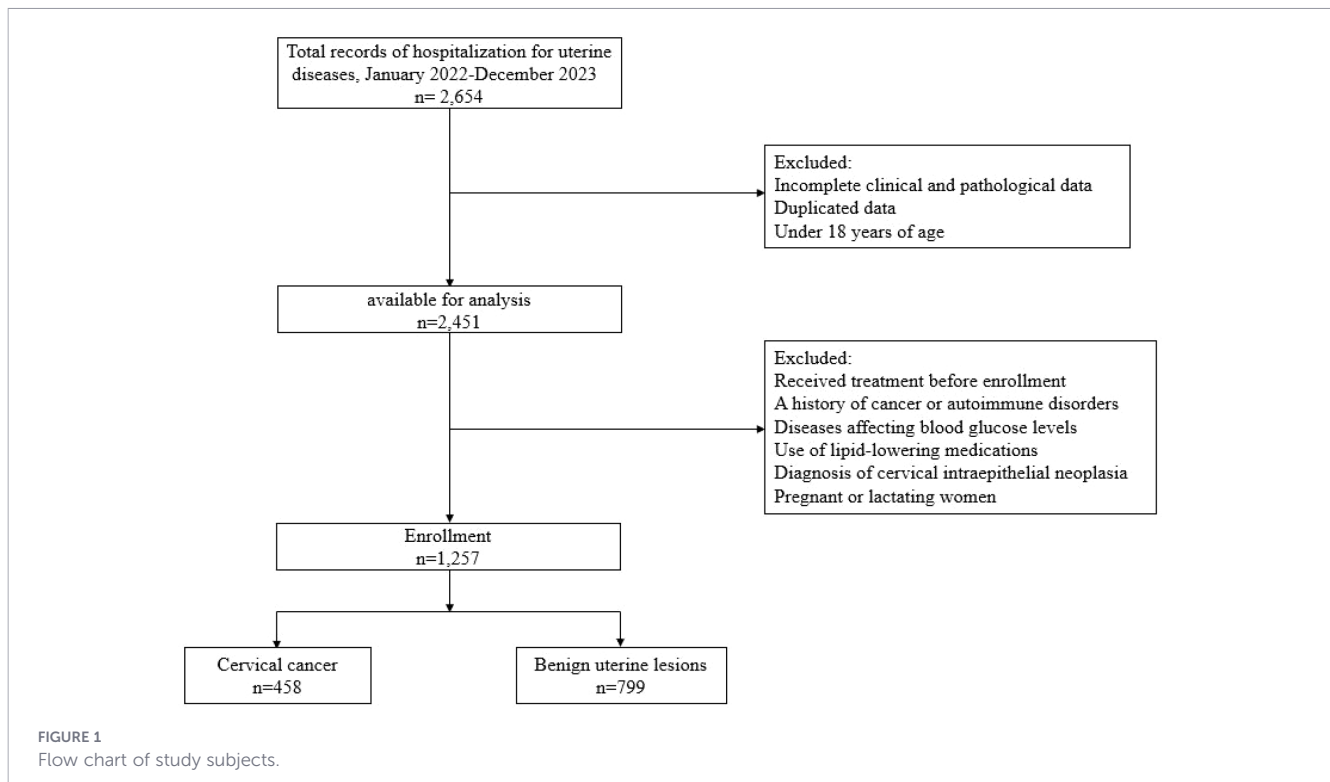 Total records of hospitalization for uterine
diseases, January 2022-December 2023
n= 2,654
Excluded:
Incomplete clinical and pathological data
Duplicated data
Under 18 years of age
available for analysis
n=2,451
Excluded:
Received treatment before enrollment
A history of cancer or autoimmune disorders
Diseases affecting blood glucose levels
Use of lipid-lowering medications
Diagnosis of cervical intraepithelial neoplasia
Pregnant or lactating women
Enrollment
n=1,257
Cervical cancer
n=458
Benign uterine lesions
n=799
FIGURE 1
Flow chart of study subjects.